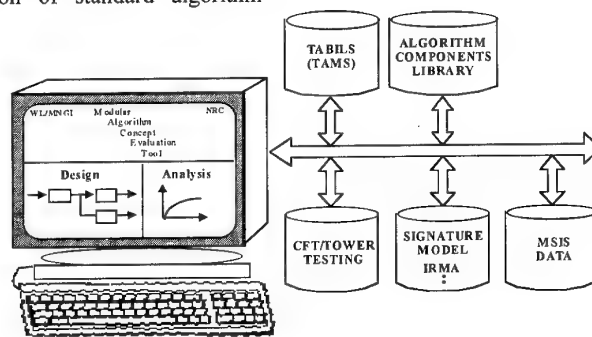 on of standard algorithm
TABILS
(TAMS)
ALGORITHM
COMPONENTS
LIBRARY
WL/MNGI Modular NRC
Algorithm
Concept
Evaluation
Tool
Design Analysis
CFT/TOWER
TESTING
SIGNATURE
MODEL
IRMA
MSIS
DATA